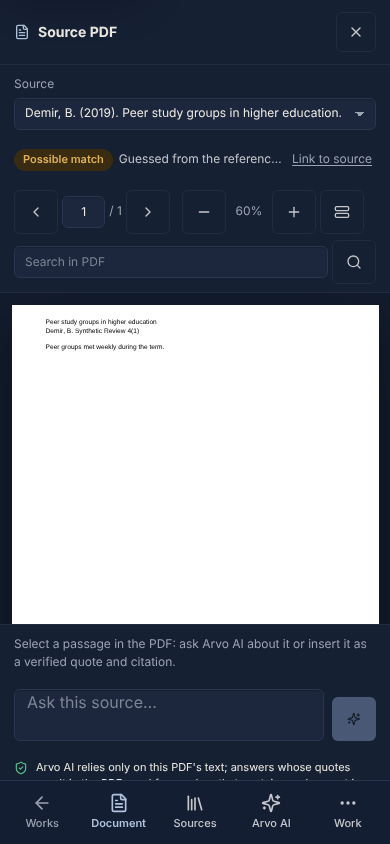 Source PDF
Source
Demir, B. (2019). Peer study groups in higher education.
Possible match Guessed from the referenc... Link to source
1 / 1 60%
Search in PDF
Peer study groups in higher education
Demir, B. Synthetic Review 4(1)
Peer groups met weekly during the term.
Select a passage in the PDF: ask Arvo AI about it or insert it as
a verified quote and citation.
Ask this source...
Arvo AI relies only on this PDF's text; answers whose quotes
Works Document Sources Arvo AI Work